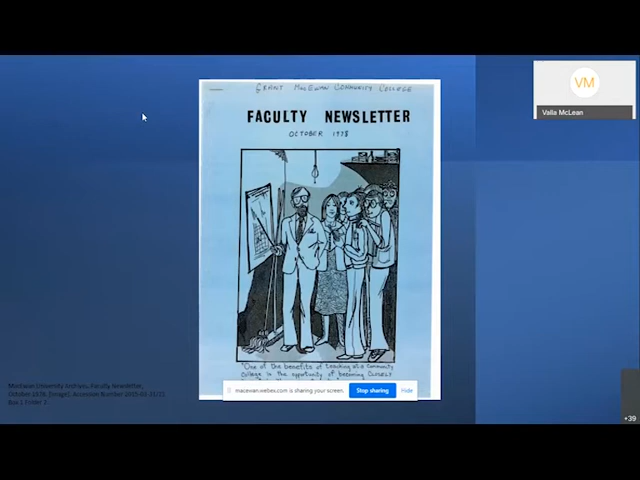 GRANT MACEWAN COMMUNITY COLLEGE
FACULTY NEWSLETTER
OCTOBER 1978
"One of the benefits of teaching at a Community
College is the opportunity of becoming CLOSELY
macewan.webex.com is sharing your screen.
Stop sharing
Hide
VM
Valla McLean
MacEwan University Archives, Faculty Newsletter,
October 1978. [Image]. Accession Number
Box 1 Folder
+39